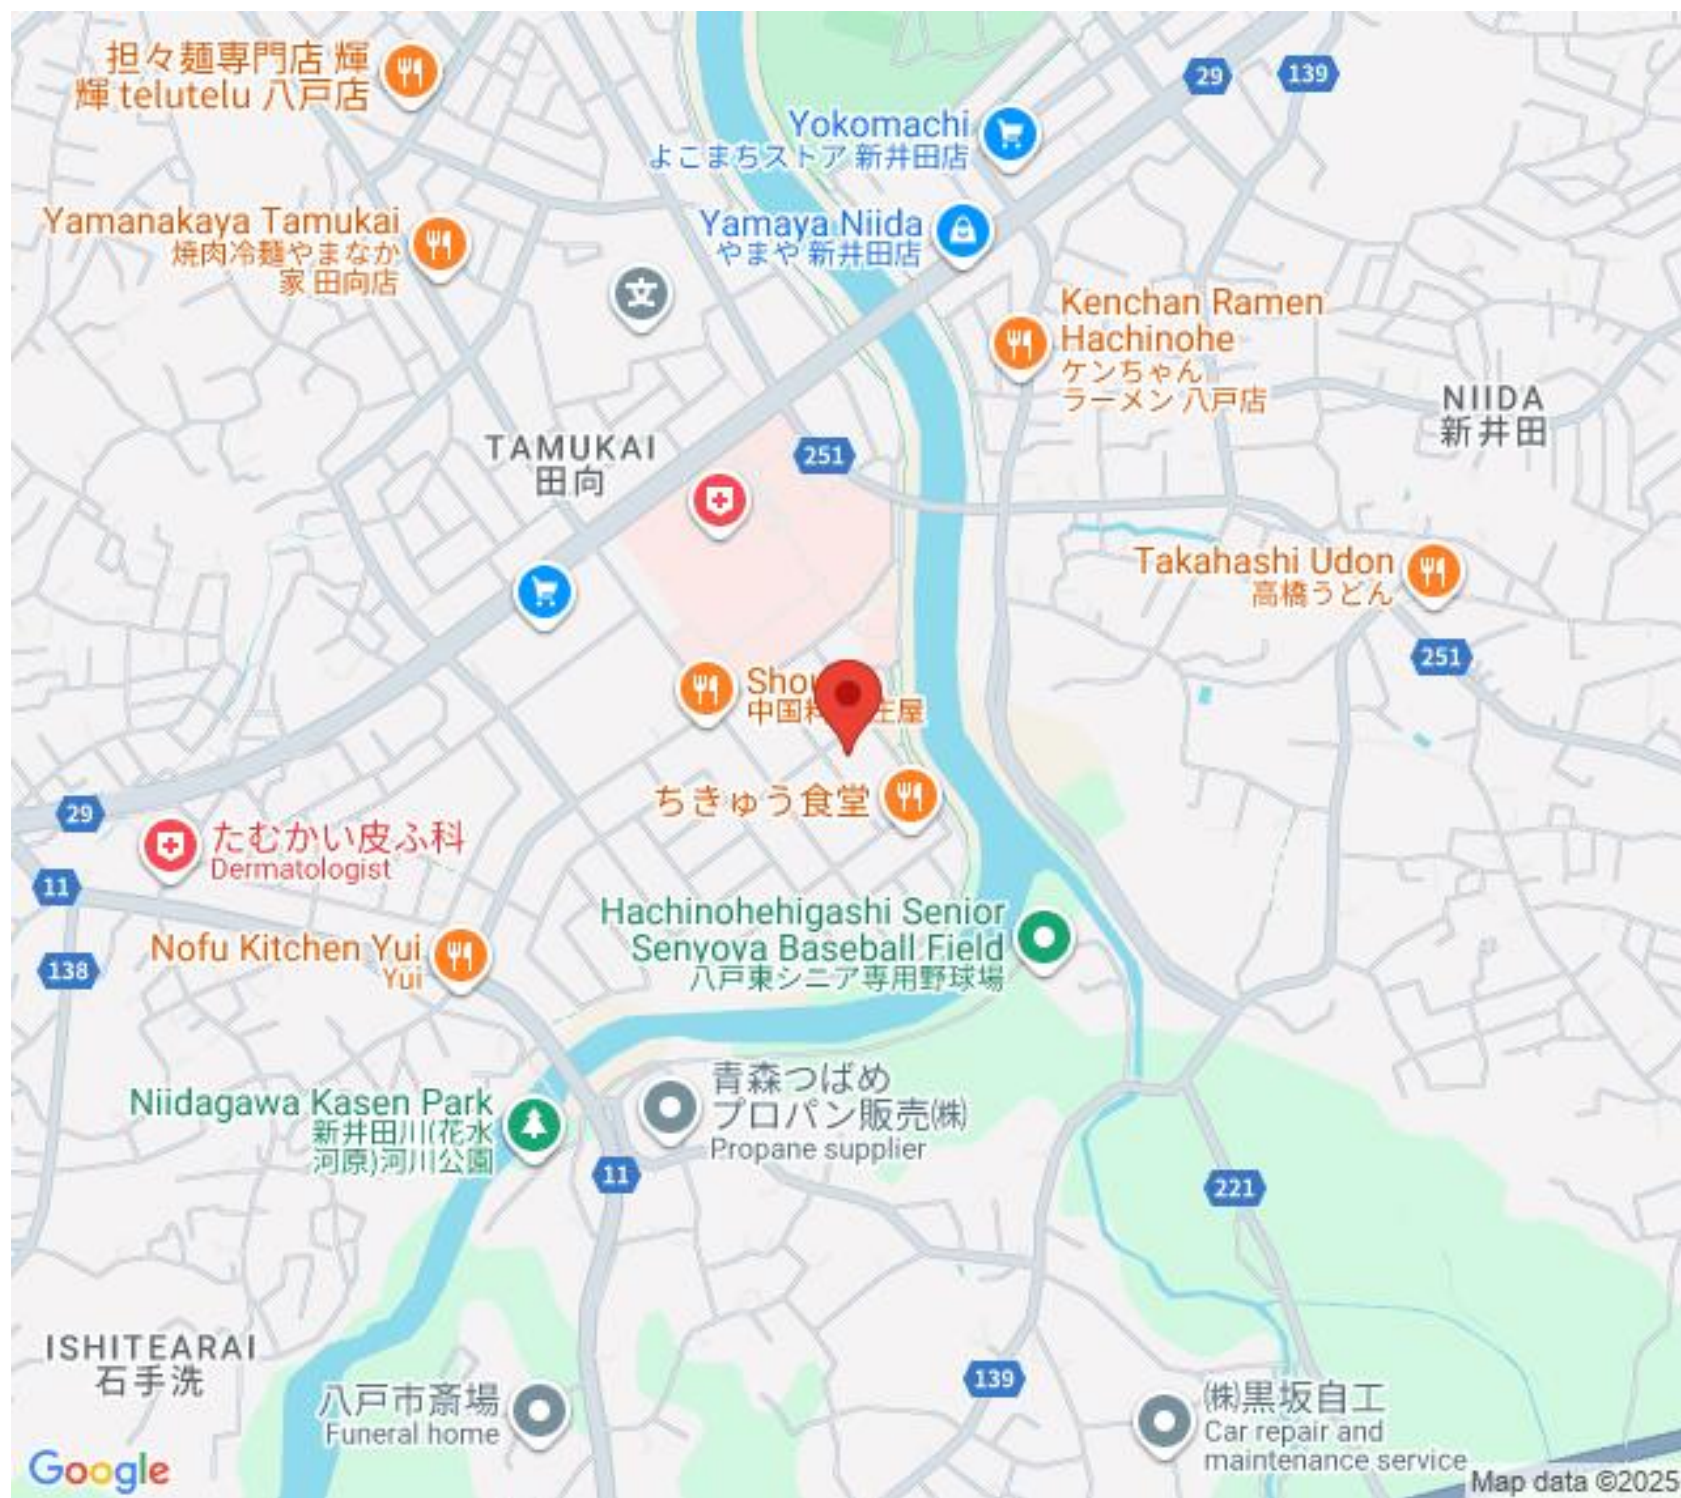 担々麺専門店 輝
輝 telutelu 八戸店
29
139
Yokomachi
よこまちストア 新井田店
Yamanakaya Tamukai
焼肉冷麺やまなか
家 田向店
Yamaya Niida
やまや 新井田店
文
Kenchan Ramen
Hachinohe
ケンちゃん
ラーメン 八戸店
NIIDA
新井田
TAMUKAI
田向
251
Takahashi Udon
高橋うどん
251
中国 庄屋
ちきゅう食堂
29
たむかい皮ふ科
Dermatologist
11
Hachinohehigashi Senior
Senyova Baseball Field
八戸東シニア専用野球場
Nofu Kitchen Yui
Yui
138
青森つばめ
プロパン販売㈱
Propane supplier
Niidagawa Kasen Park
新井田川(花水
河原)河川公園
11
221
ISHITEARAI
石手洗
139
八戸市斎場
Funeral home
㈱黒坂自工
Car repair and
maintenance service
Google
Map data ©2025